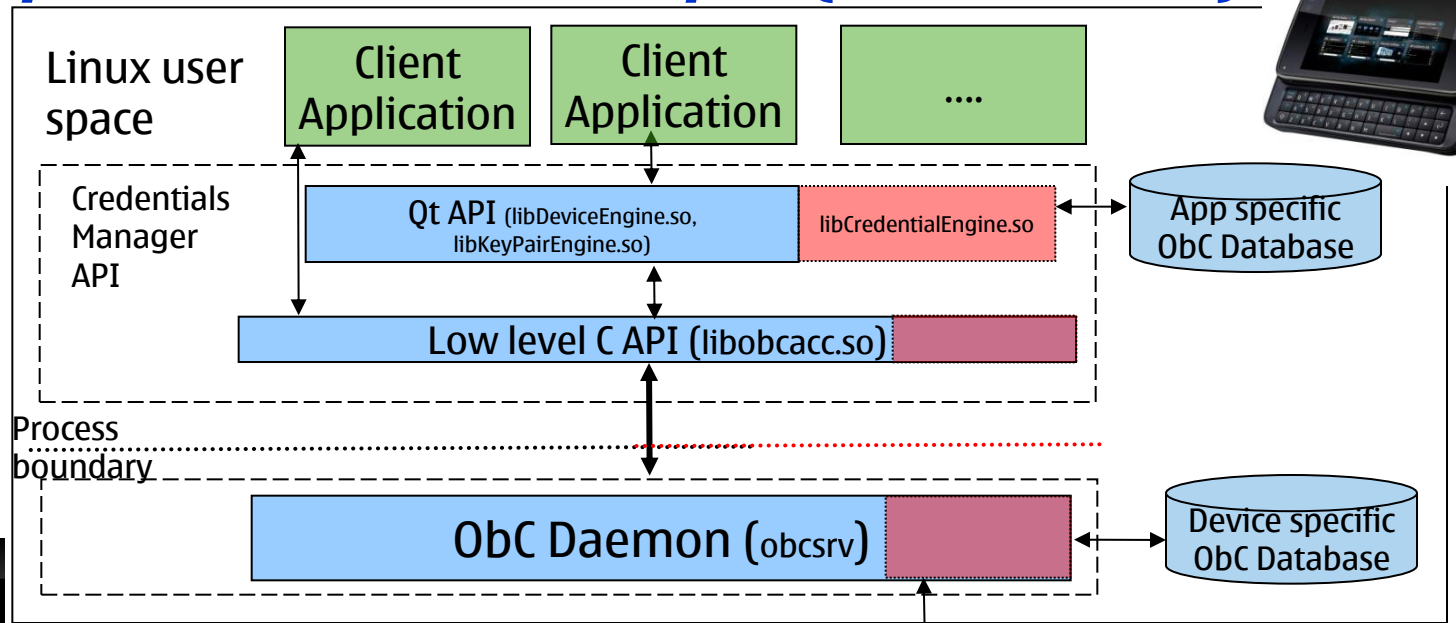 Linux user
space
Client
Application
Client
Application
....
Credentials
Manager
API
Qt API (libDeviceEngine.so,
libKeyPairEngine.so)
libCredentialEngine.so
App specific
ObC Database
Low level C API (libobcacc.so)
Process
boundary
ObC Daemon (obcsrv)
Device specific
ObC Database